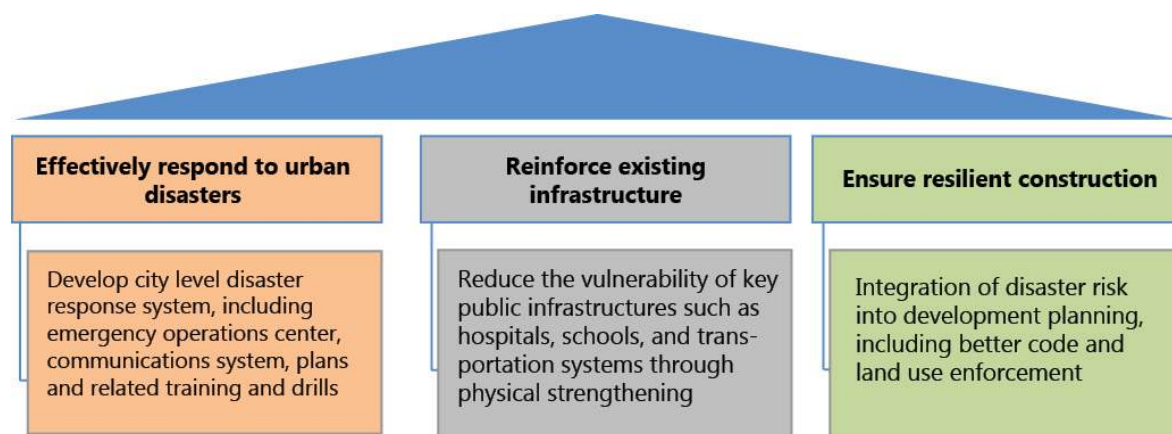 Effectively respond to urban
disasters
Develop city level disaster
response system, including
emergency operations center,
communications system, plans
and related training and drills
Reinforce existing
infrastructure
Reduce the vulnerability of key
public infrastructures such as
hospitals, schools, and trans-
portation systems through
physical strengthening
Ensure resilient construction
Integration of disaster risk
into development planning,
including better code and
land use enforcement